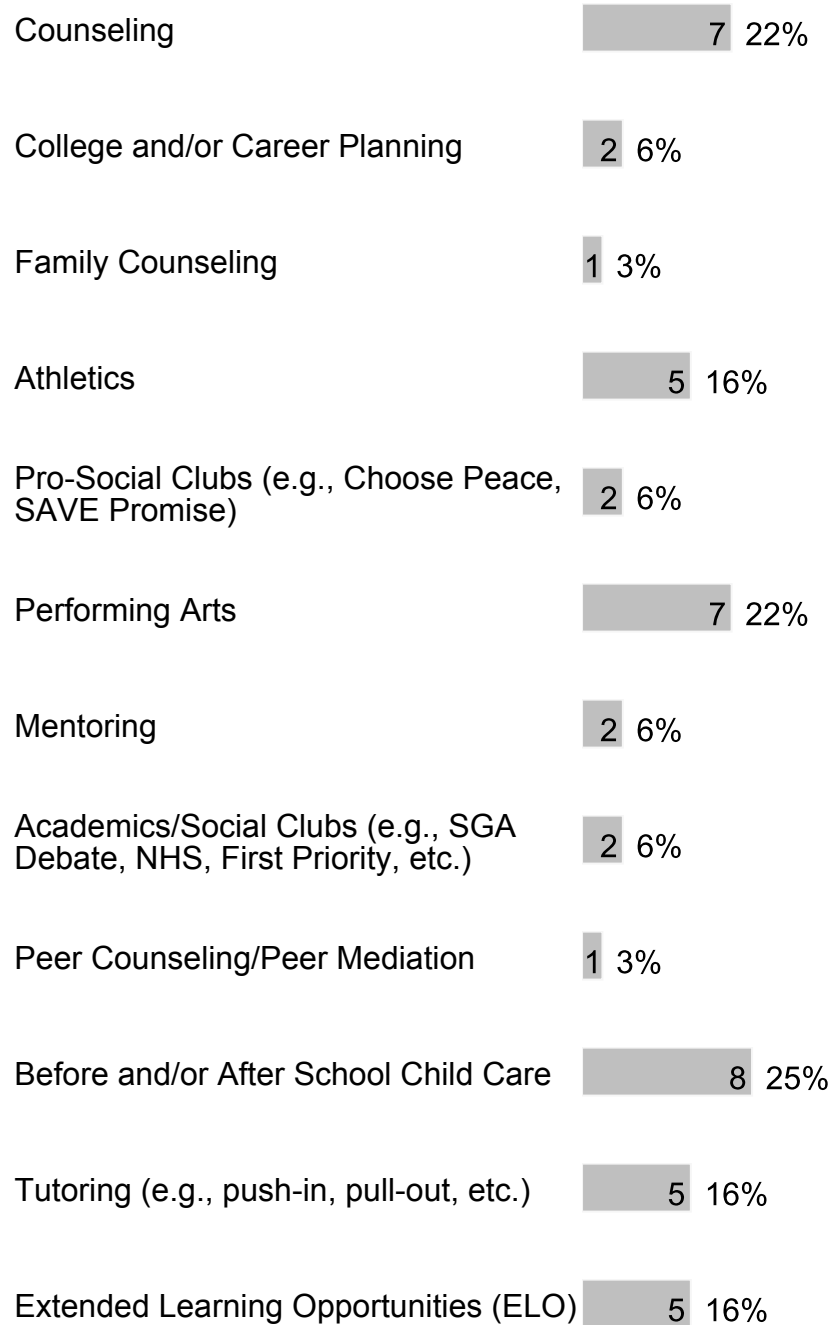 Counseling 7 22%
College and/or Career Planning 2 6%
Family Counseling 1 3%
Athletics 5 16%
Pro-Social Clubs (e.g., Choose Peace,
SAVE Promise) 2 6%
Performing Arts 7 22%
Mentoring 2 6%
Academics/Social Clubs (e.g., SGA
Debate, NHS, First Priority, etc.) 2 6%
Peer Counseling/Peer Mediation 1 3%
Before and/or After School Child Care 8 25%
Tutoring (e.g., push-in, pull-out, etc.) 5 16%
Extended Learning Opportunities (ELO) 5 16%